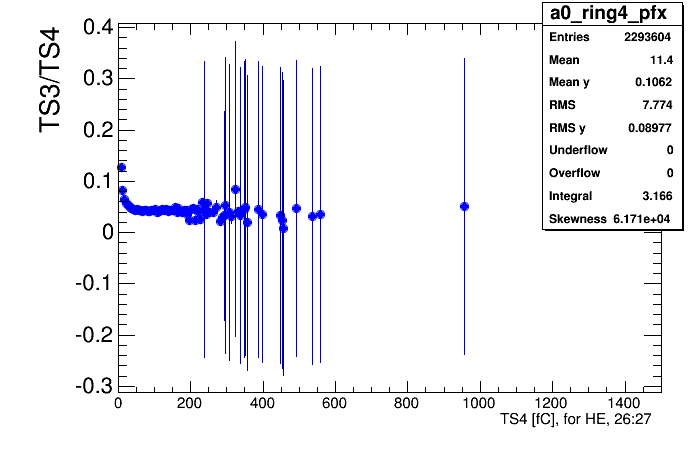 a0_ring4_pfx
Entries 2293604
Mean 11.4
Mean y 0.1062
RMS 7.774
RMS y 0.08977
Underflow 0
Overflow 0
Integral 3.166
Skewness 6.171e+04
TS3/TS4
0.4
0.3
0.2
0.1
0
-0.1
-0.2
-0.3
0 200 400 600 800 1000 1200 1400
TS4 [fC], for HE, 26:27